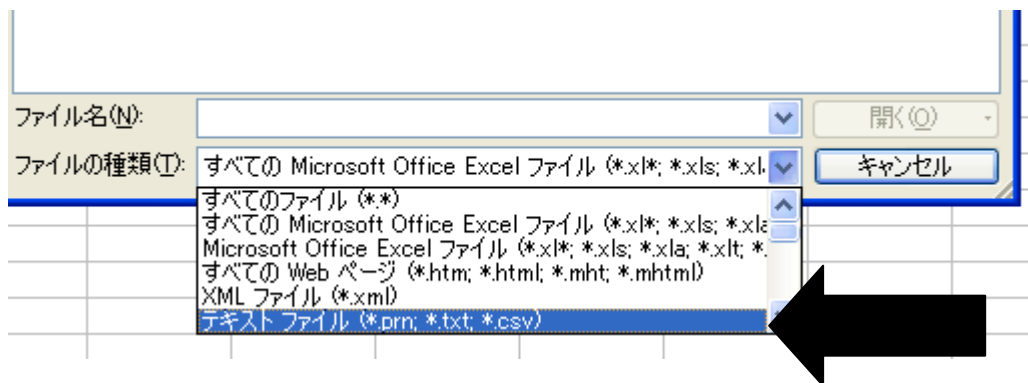 ファイル名(N):
開く(O)
ファイルの種類(T):
すべての Microsoft Office Excel ファイル (*.xl*; *.xls; *.xl
キャンセル
すべてのファイル (*.*)
すべての Microsoft Office Excel ファイル (*.xl*; *.xls; *.xla
Microsoft Office Excel ファイル (*.xl*; *.xls; *.xla; *.xlt; *.
すべての Web ページ (*.htm; *.html; *.mht; *.mhtml)
XML ファイル (*.xml)
テキスト ファイル (*.prn; *.txt; *.csv)